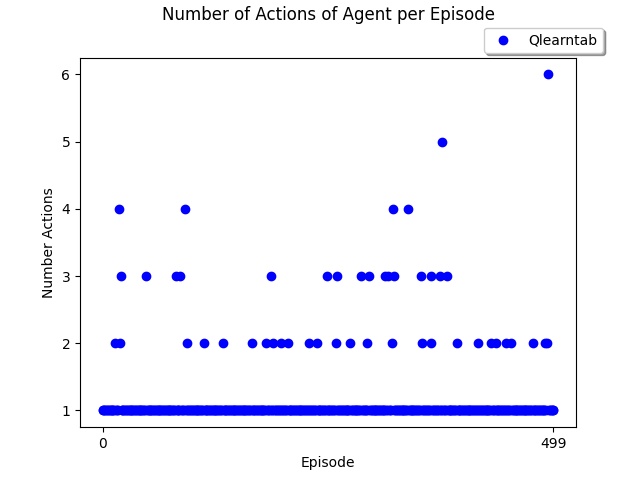 Number of Actions of Agent per Episode
Qlearntab
6
5
4
3
2
1
Number Actions
0
499
Episode